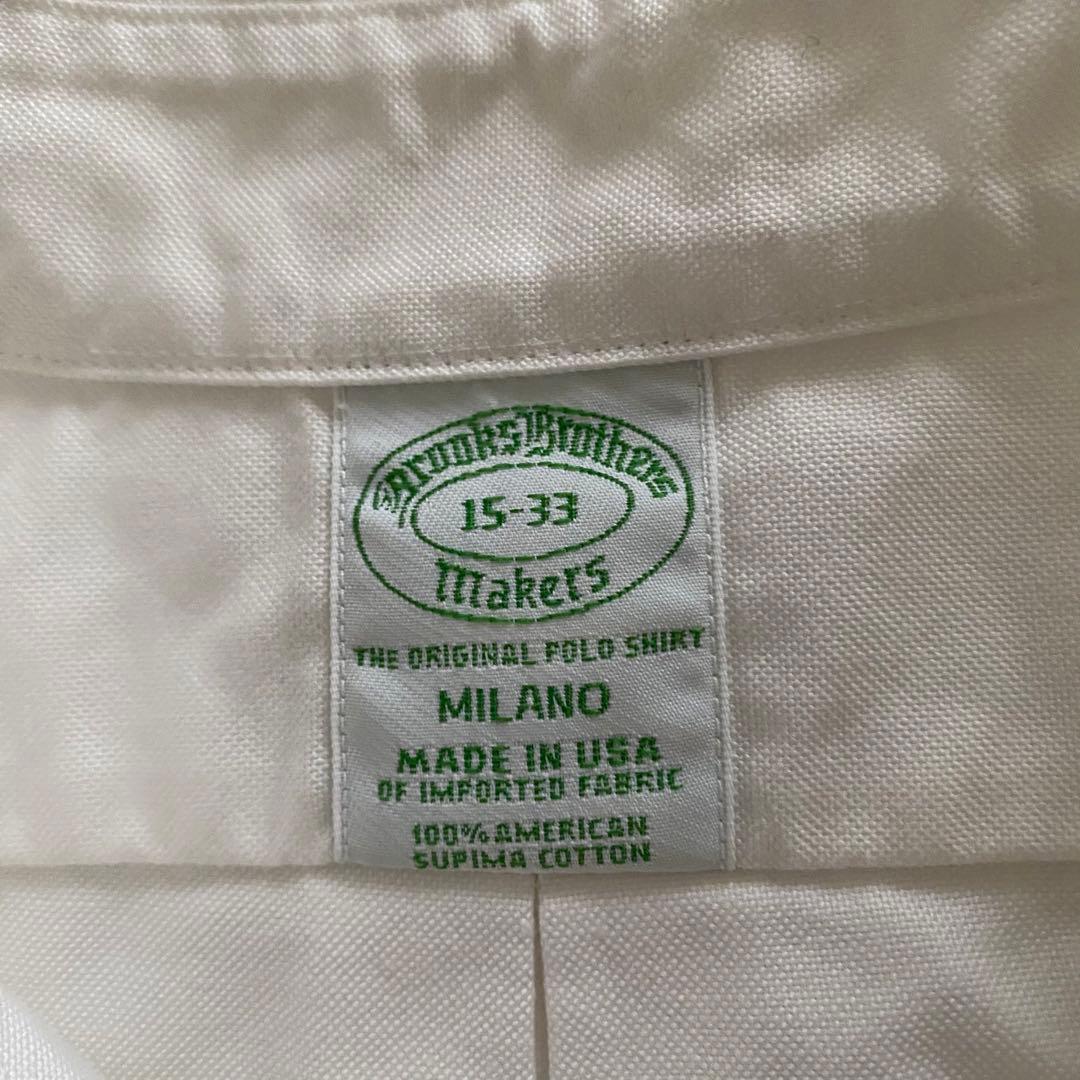 Brooks Brothers
15-33
Makers
THE ORIGINAL POLO SHIRT
MILANO
MADE IN USA
OF IMPORTED FABRIC
100% AMERICAN
SUPIMA COTTON